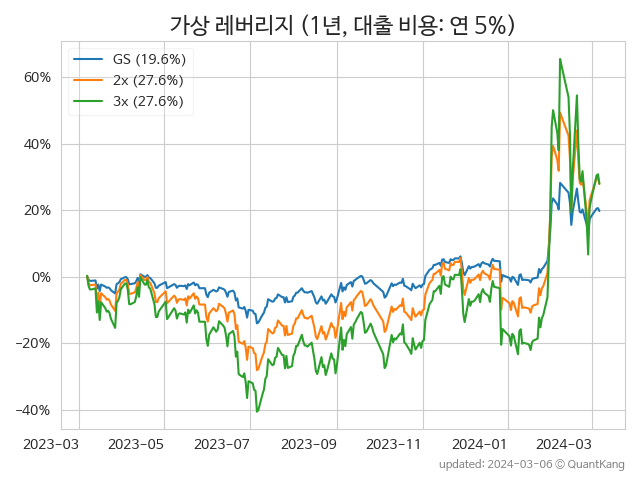 가상 레버리지 (1년, 대출 비용: 연 5%)
GS (19.6%)
2x (27.6%)
3x (27.6%)
60%
40%
20%
0%
−20%
−40%
2023-03 2023-05 2023-07 2023-09 2023-11 2024-01 2024-03
updated: 2024-03-06 © QuantKang